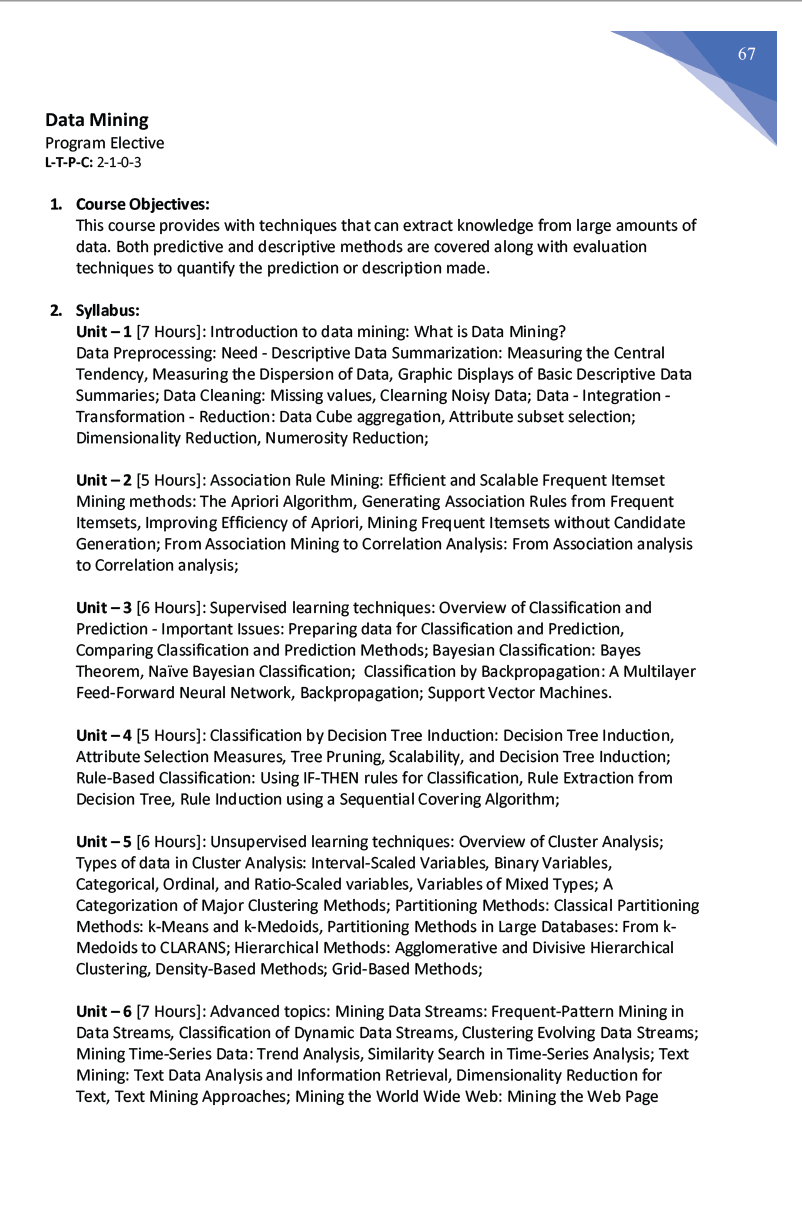 67
Data Mining
Program Elective
L-T-P-C: 2-1-0-3
1. Course Objectives:
This course provides with techniques that can extract knowledge from large amounts of
data. Both predictive and descriptive methods are covered along with evaluation
techniques to quantify the prediction or description made.
2. Syllabus:
Unit – 1 [7 Hours]: Introduction to data mining: What is Data Mining?
Data Preprocessing: Need - Descriptive Data Summarization: Measuring the Central
Tendency, Measuring the Dispersion of Data, Graphic Displays of Basic Descriptive Data
Summaries; Data Cleaning: Missing values, Clearning Noisy Data; Data - Integration -
Transformation - Reduction: Data Cube aggregation, Attribute subset selection;
Dimensionality Reduction, Numerosity Reduction;
Unit – 2 [5 Hours]: Association Rule Mining: Efficient and Scalable Frequent Itemset
Mining methods: The Apriori Algorithm, Generating Association Rules from Frequent
Itemsets, Improving Efficiency of Apriori, Mining Frequent Itemsets without Candidate
Generation; From Association Mining to Correlation Analysis: From Association analysis
to Correlation analysis;
Unit – 3 [6 Hours]: Supervised learning techniques: Overview of Classification and
Prediction - Important Issues: Preparing data for Classification and Prediction,
Comparing Classification and Prediction Methods; Bayesian Classification: Bayes
Theorem, Naïve Bayesian Classification;  Classification by Backpropagation: A Multilayer
Feed-Forward Neural Network, Backpropagation; Support Vector Machines.
Unit – 4 [5 Hours]: Classification by Decision Tree Induction: Decision Tree Induction,
Attribute Selection Measures, Tree Pruning, Scalability, and Decision Tree Induction;
Rule-Based Classification: Using IF-THEN rules for Classification, Rule Extraction from
Decision Tree, Rule Induction using a Sequential Covering Algorithm;
Unit – 5 [6 Hours]: Unsupervised learning techniques: Overview of Cluster Analysis;
Types of data in Cluster Analysis: Interval-Scaled Variables, Binary Variables,
Categorical, Ordinal, and Ratio-Scaled variables, Variables of Mixed Types; A
Categorization of Major Clustering Methods; Partitioning Methods: Classical Partitioning
Methods: k-Means and k-Medoids, Partitioning Methods in Large Databases: From k-
Medoids to CLARANS; Hierarchical Methods: Agglomerative and Divisive Hierarchical
Clustering, Density-Based Methods; Grid-Based Methods;
Unit – 6 [7 Hours]: Advanced topics: Mining Data Streams: Frequent-Pattern Mining in
Data Streams, Classification of Dynamic Data Streams, Clustering Evolving Data Streams;
Mining Time-Series Data: Trend Analysis, Similarity Search in Time-Series Analysis; Text
Mining: Text Data Analysis and Information Retrieval, Dimensionality Reduction for
Text, Text Mining Approaches; Mining the World Wide Web: Mining the Web Page